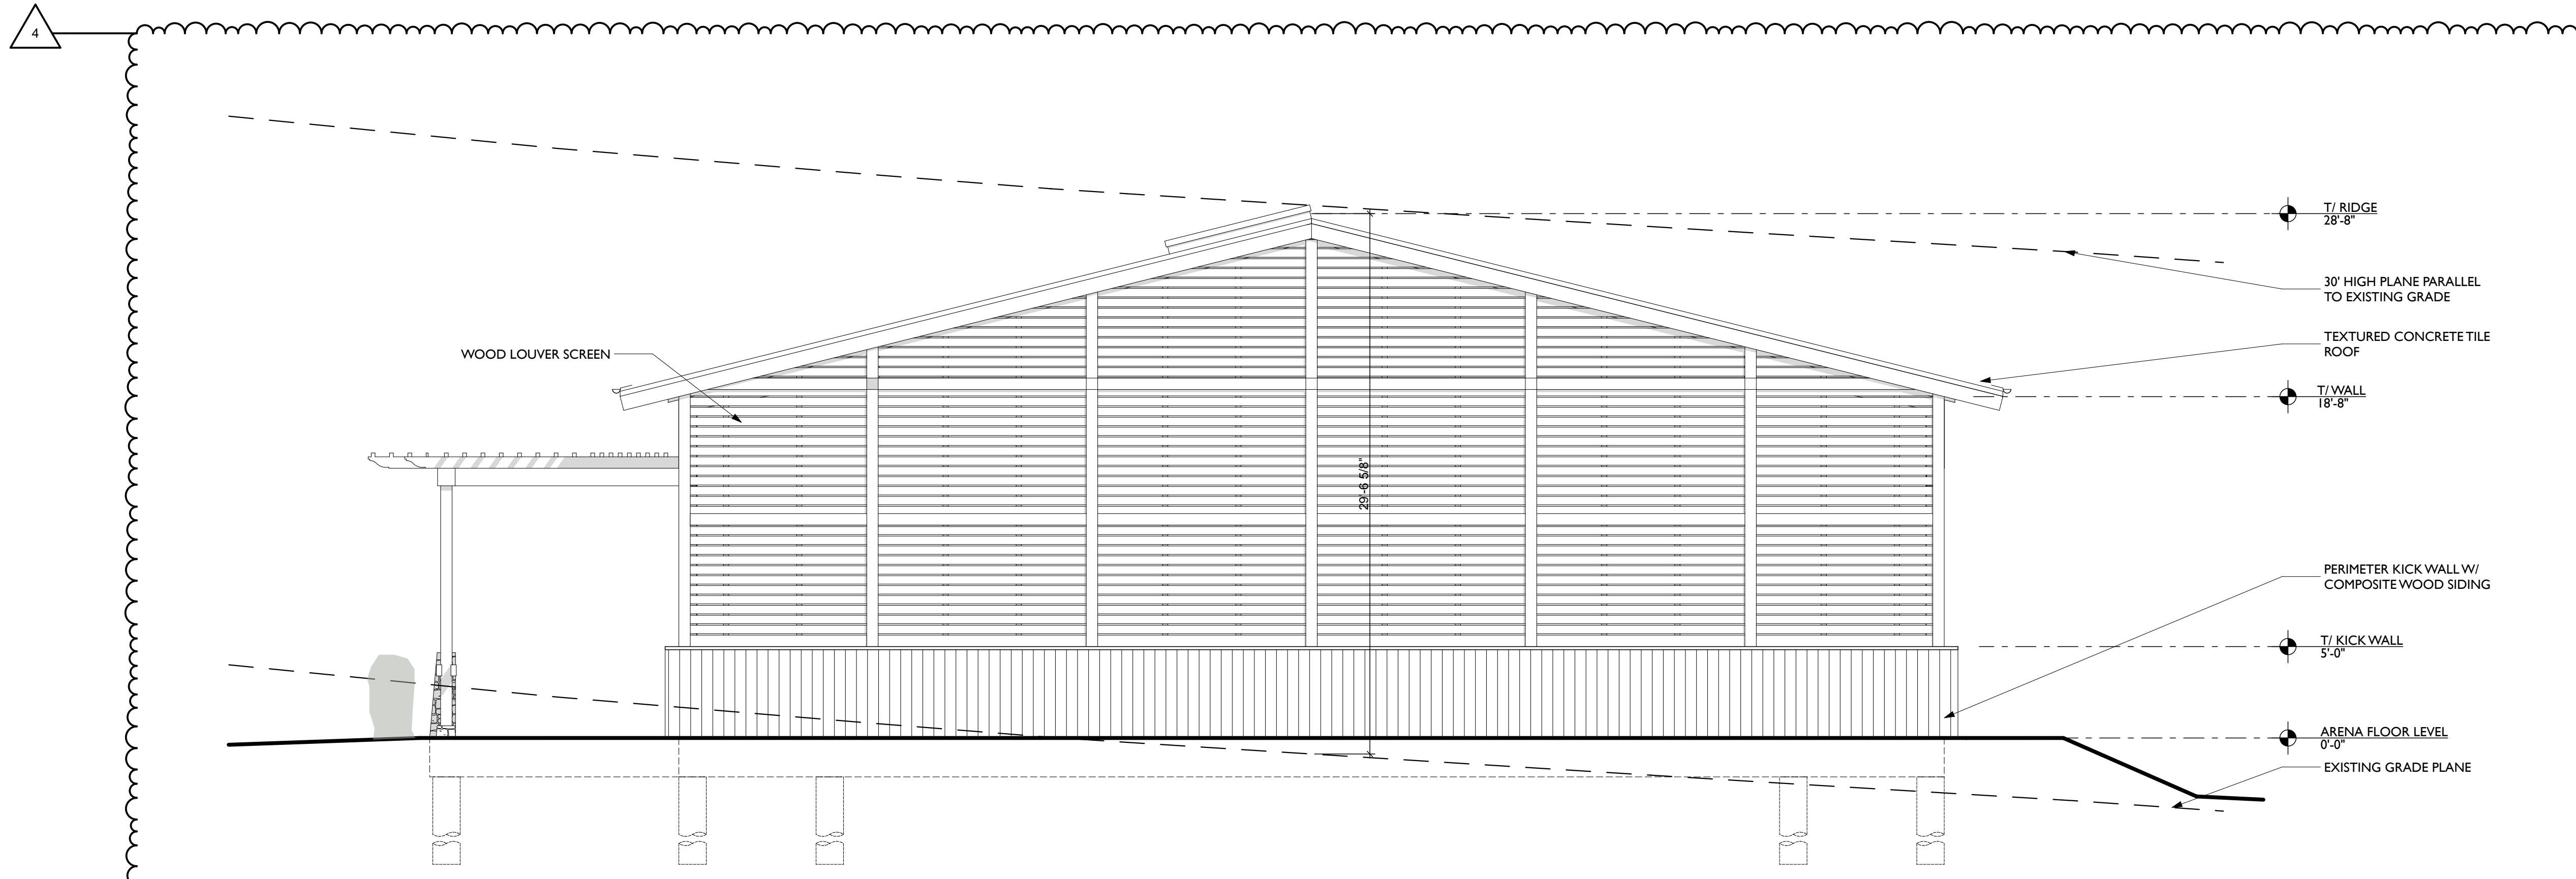 4
T/ RIDGE
28'-8"
30' HIGH PLANE PARALLEL
TO EXISTING GRADE
TEXTURED CONCRETE TILE
ROOF
WOOD LOUVER SCREEN
T/ WALL
18'-8"
29'-6 5/8"
PERIMETER KICK WALL W/
COMPOSITE WOOD SIDING
T/ KICK WALL
5'-0"
ARENA FLOOR LEVEL
0'-0"
EXISTING GRADE PLANE